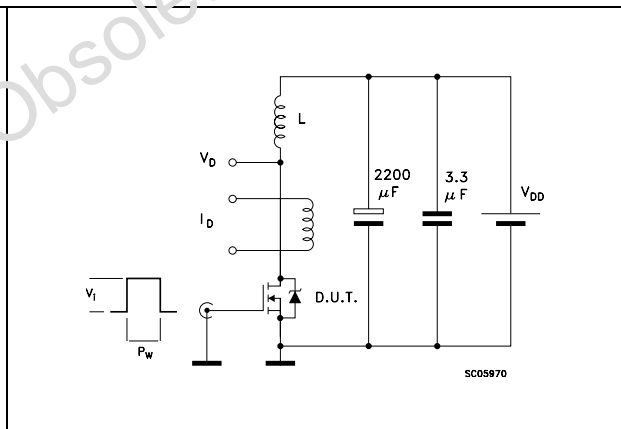 Obsole
L
V_D
2200
μF
3.3
μF
V_DD
I_D
V_i
D.U.T.
P_W
SC05970